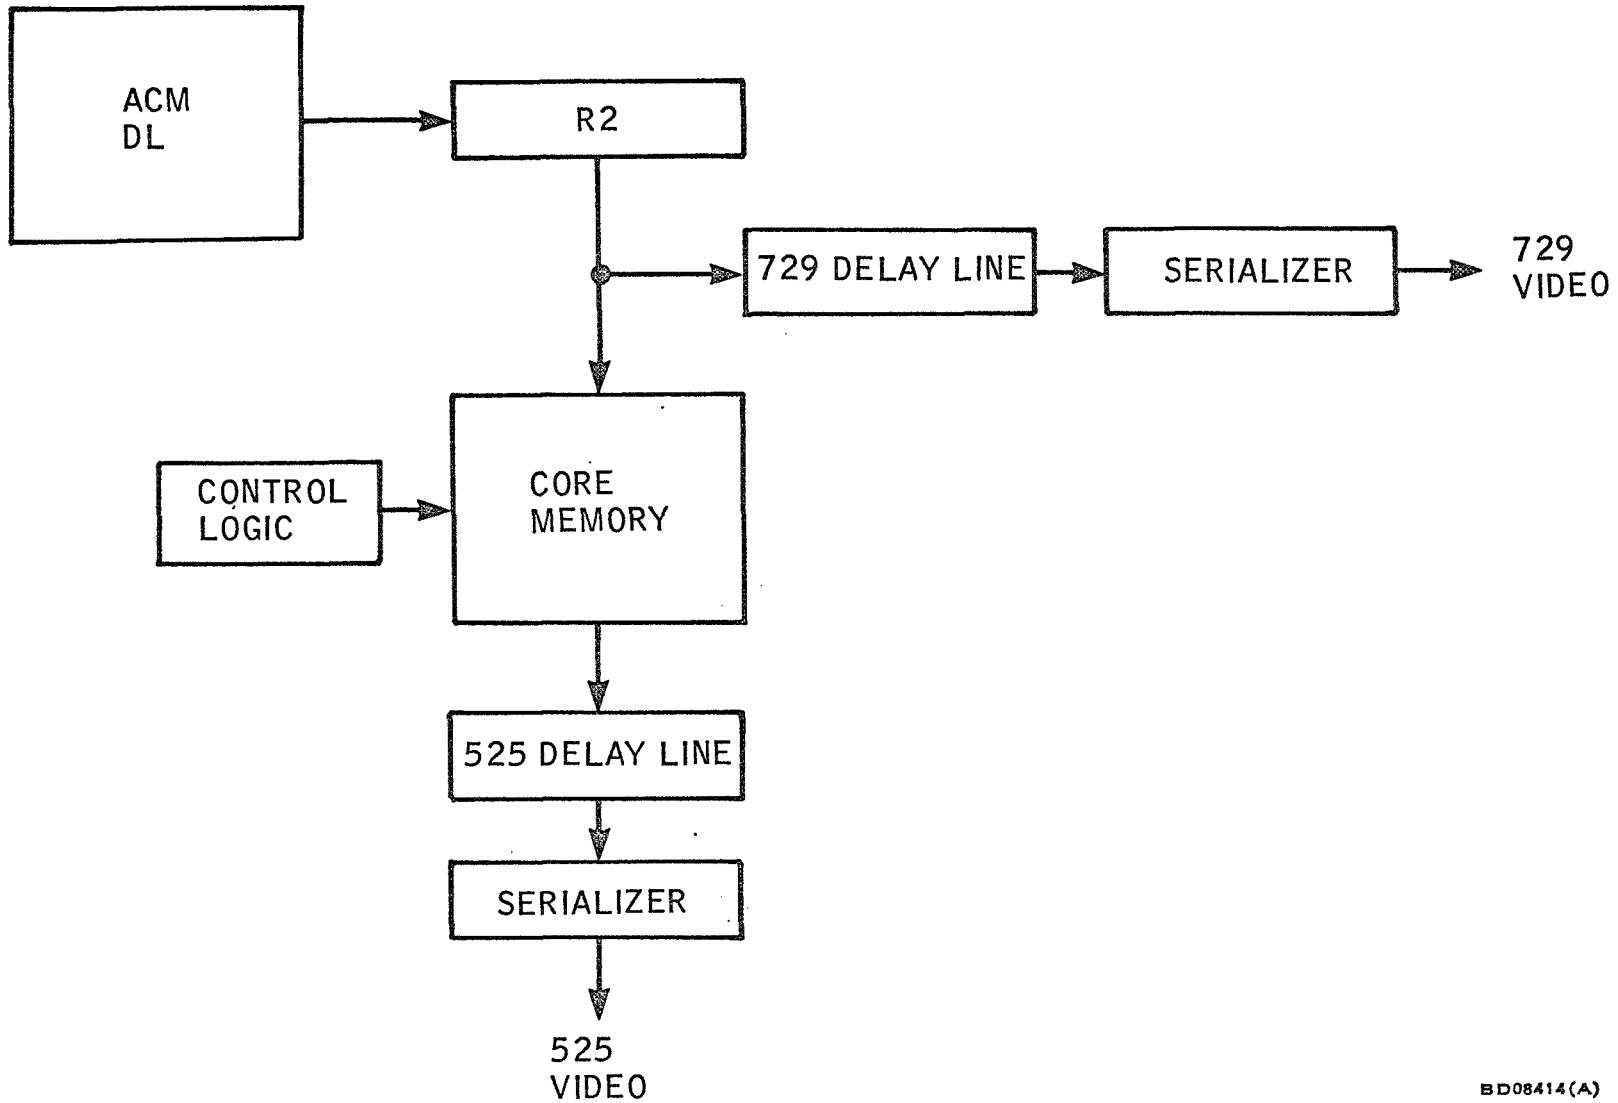 ACM
DL
R2
729 DELAY LINE
SERIALIZER
729
VIDEO
CONTROL
LOGIC
CORE
MEMORY
525 DELAY LINE
SERIALIZER
525
VIDEO
BD08414(A)